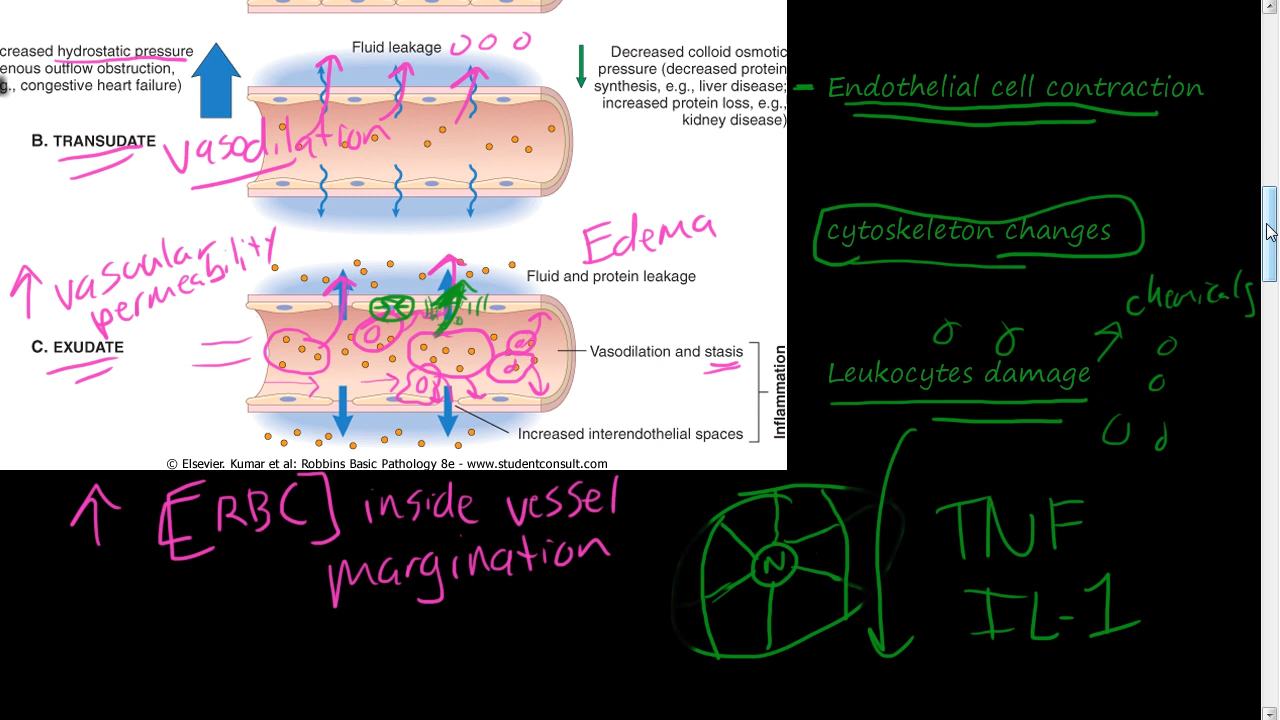 creased hydrostatic pressure
enous outflow obstruction,
g., congestive heart failure)
Fluid leakage
Decreased colloid osmotic
pressure (decreased protein
synthesis, e.g., liver disease;
increased protein loss, e.g.,
kidney disease)
B. TRANSUDATE
vasodilation
Edema
↑ vascular
permeability
Fluid and protein leakage
C. EXUDATE
Vasodilation and stasis
Inflammation
Increased interendothelial spaces
© Elsevier. Kumar et al: Robbins Basic Pathology 8e - www.studentconsult.com
↑ [RBC] inside vessel
margination
- Endothelial cell contraction
cytoskeleton changes
chemicals
Leukocytes damage
N
TNF
IL-1